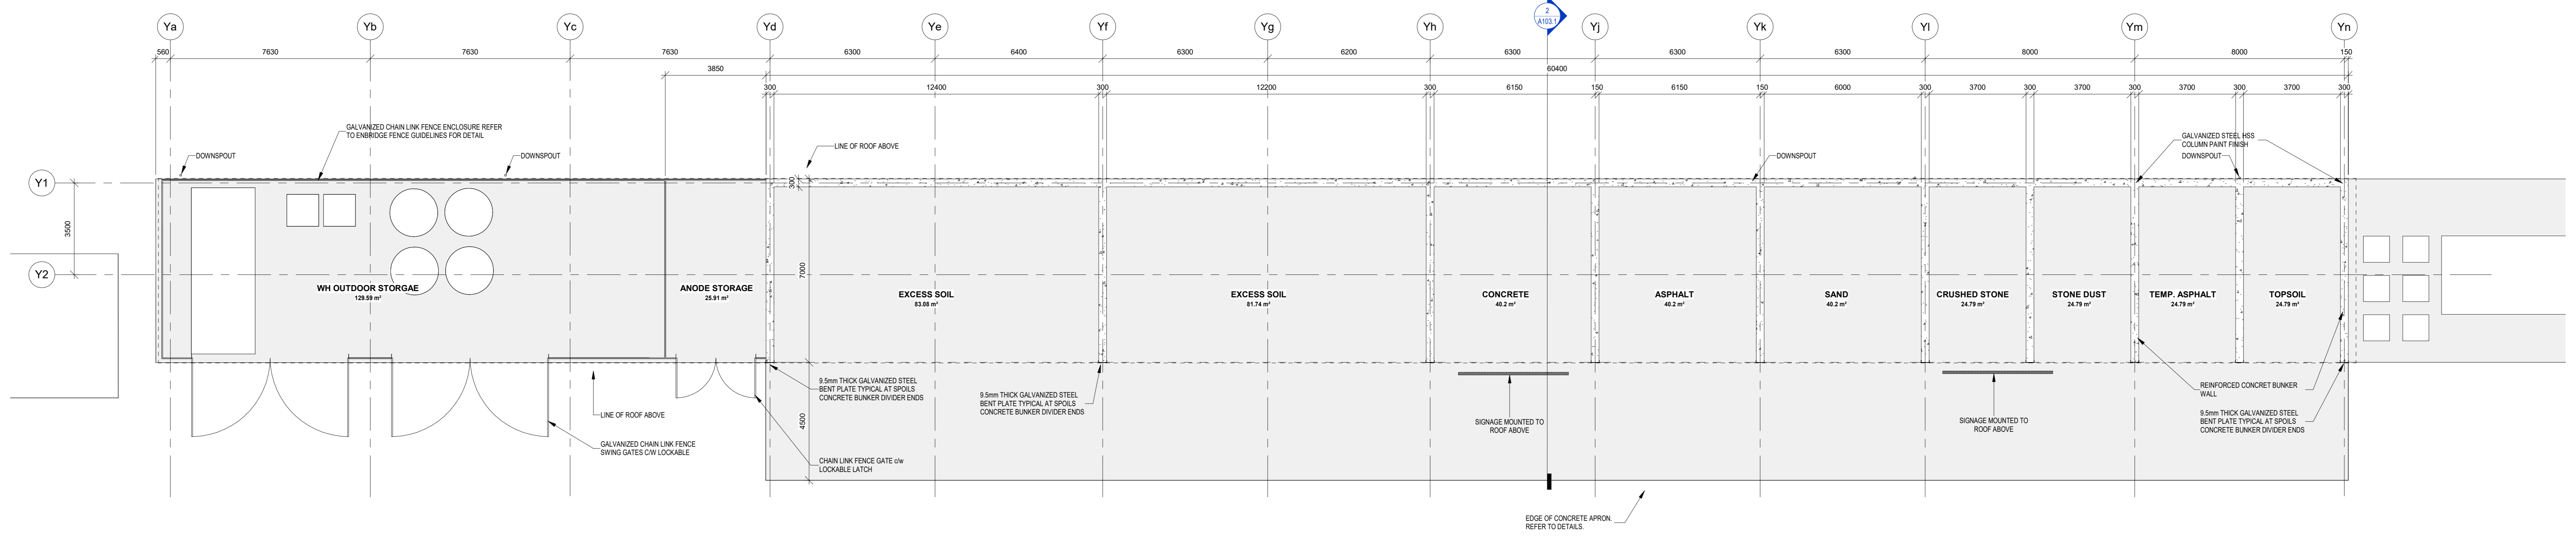 Ya Yb Yc Yd Ye Yf Yg Yh Yj Yk Yl Ym Yn
2
A103.1
560 7630 7630 7630 6300 6400 6300 6200 6300 6300 6300 8000 8000 150
3850 60400
300 12400 300 12200 300 6150 150 6150 150 6000 300 3700 300 3700 300 3700 300 3700 300
GALVANIZED CHAIN LINK FENCE ENCLOSURE REFER
TO ENBRIDGE FENCE GUIDELINES FOR DETAIL
DOWNSPOUT
DOWNSPOUT
LINE OF ROOF ABOVE
DOWNSPOUT
GALVANIZED STEEL HSS
COLUMN PAINT FINISH
DOWNSPOUT
Y1
300
3500
7000
Y2
WH OUTDOOR STORGAE
129.59 m²
ANODE STORAGE
25.91 m²
EXCESS SOIL
83.08 m²
EXCESS SOIL
81.74 m²
CONCRETE
40.2 m²
ASPHALT
40.2 m²
SAND
40.2 m²
CRUSHED STONE
24.79 m²
STONE DUST
24.79 m²
TEMP. ASPHALT
24.79 m²
TOPSOIL
24.79 m²
9.5mm THICK GALVANIZED STEEL
BENT PLATE TYPICAL AT SPOILS
CONCRETE BUNKER DIVIDER ENDS
9.5mm THICK GALVANIZED STEEL
BENT PLATE TYPICAL AT SPOILS
CONCRETE BUNKER DIVIDER ENDS
REINFORCED CONCRET BUNKER
WALL
LINE OF ROOF ABOVE
4500
SIGNAGE MOUNTED TO
ROOF ABOVE
SIGNAGE MOUNTED TO
ROOF ABOVE
9.5mm THICK GALVANIZED STEEL
BENT PLATE TYPICAL AT SPOILS
CONCRETE BUNKER DIVIDER ENDS
GALVANIZED CHAIN LINK FENCE
SWING GATES C/W LOCKABLE
CHAIN LINK FENCE GATE c/w
LOCKABLE LATCH
EDGE OF CONCRETE APRON.
REFER TO DETAILS.